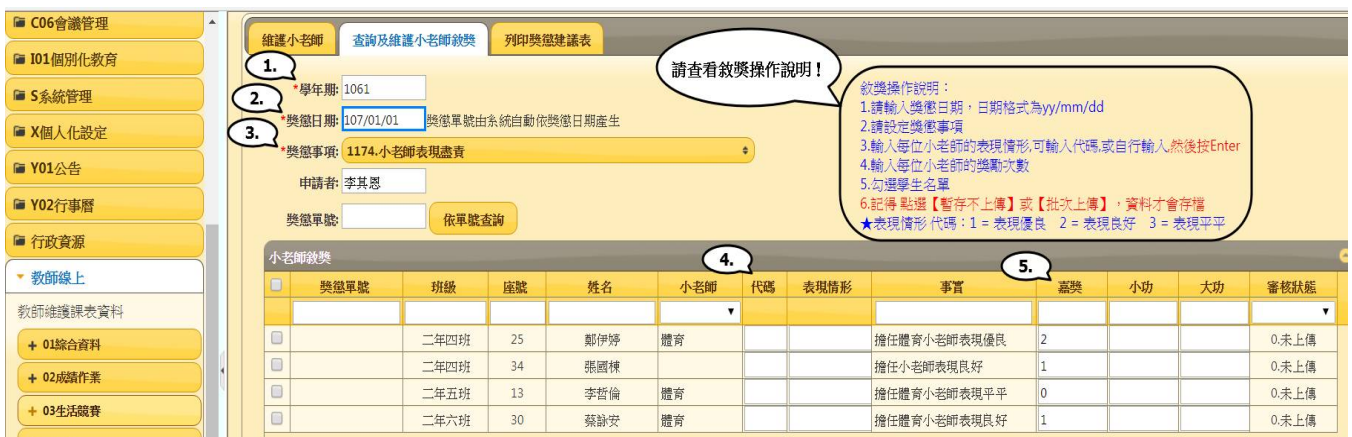 C06會議管理
I01個別化教育
S系統管理
X個人化設定
Y01公告
Y02行事曆
行政資源
教師線上
教師維護課表資料
+ 01綜合資料
+ 02成績作業
+ 03生活競賽
維護小老師 查詢及維護小老師敘獎 列印獎懲建議表
1.
*學年期: 1061
2.
*獎懲日期: 107/01/01 獎懲單號由系統自動依獎懲日期產生
3.
*獎懲事項: 1174.小老師表現盡責
申請者: 李其恩
獎懲單號: 依單號查詢
請查看敘獎操作說明！
敘獎操作說明：
1.請輸入獎懲日期，日期格式為yy/mm/dd
2.請設定獎懲事項
3.輸入每位小老師的表現情形,可輸入代碼,或自行輸入,然後按Enter
4.輸入每位小老師的獎勵次數
5.勾選學生名單
6.記得 點選【暫存不上傳】或【批次上傳】，資料才會存檔
★表現情形 代碼：1 = 表現優良 2 = 表現良好 3 = 表現平平
小老師敘獎
4.
5.
獎懲單號 班級 座號 姓名 小老師 代碼 表現情形 事實 嘉獎 小功 大功 審核狀態
二年四班 25 鄭伊婷 體育 擔任體育小老師表現優良 2 0.未上傳
二年四班 34 張國棟 擔任小老師表現良好 1 0.未上傳
二年五班 13 李哲倫 體育 擔任體育小老師表現平平 0 0.未上傳
二年六班 30 蔡詠安 體育 擔任體育小老師表現良好 1 0.未上傳